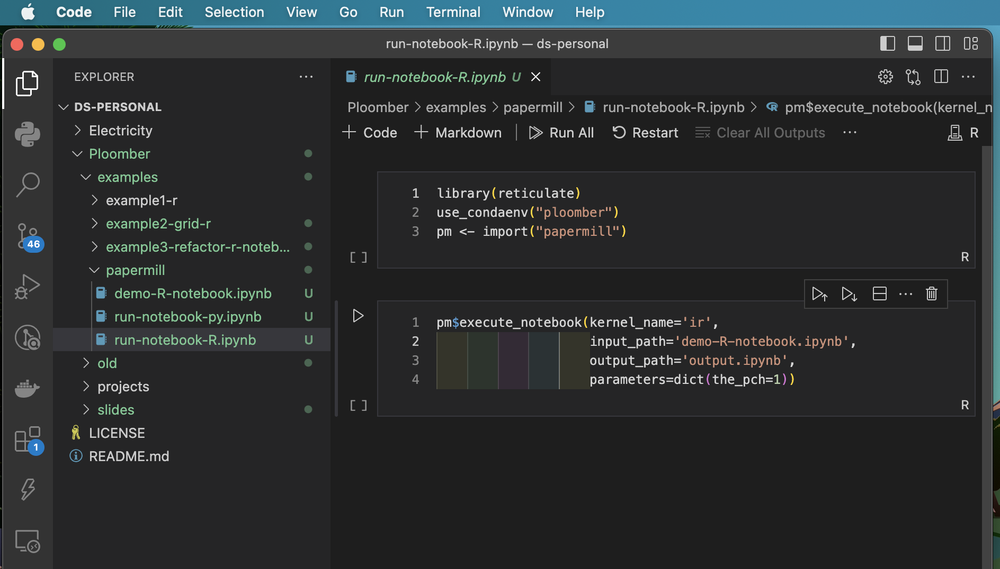 Code File Edit Selection View Go Run Terminal Window Help
run-notebook-R.ipynb — ds-personal
EXPLORER
DS-PERSONAL
Electricity
Ploomber
examples
example1-r
example2-grid-r
example3-refactor-r-noteb...
papermill
demo-R-notebook.ipynb U
run-notebook-py.ipynb U
run-notebook-R.ipynb U
old
projects
slides
LICENSE
README.md
46
1
run-notebook-R.ipynb U
Ploomber > examples > papermill > run-notebook-R.ipynb > pm$execute_notebook(kernel_n
Code Markdown Run All Restart Clear All Outputs R
1 library(reticulate)
2 use_condaenv("ploomber")
3 pm <- import("papermill")
[ ] R
1 pm$execute_notebook(kernel_name='ir',
2 input_path='demo-R-notebook.ipynb',
3 output_path='output.ipynb',
4 parameters=dict(the_pch=1))
[ ] R